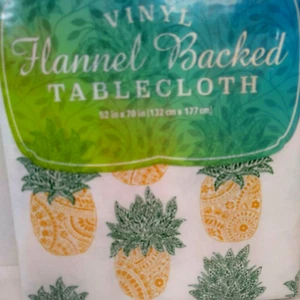 VINYL
Flannel Backed
TABLECLOTH
52 in x 70 in (132 cm x 177 cm)